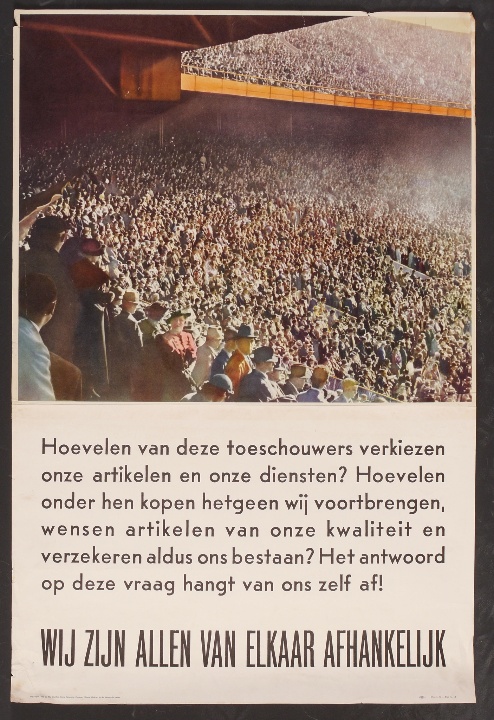 Hoevelen van deze toeschouwers verkiezen
onze artikelen en onze diensten? Hoevelen
onder hen kopen hetgeen wij voortbrengen,
wensen artikelen van onze kwaliteit en
verzekeren aldus ons bestaan? Het antwoord
op deze vraag hangt van ons zelf af!
WIJ ZIJN ALLEN VAN ELKAAR AFHANKELIJK